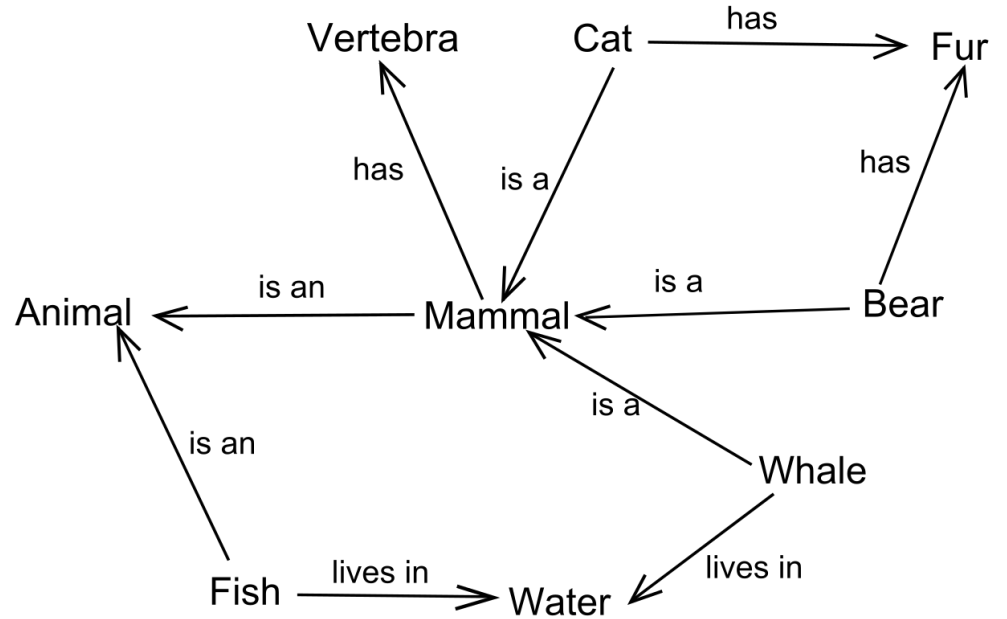 has
Vertebra
Cat
Fur
has
is a
has
is an
is a
Animal
Mammal
Bear
is a
is an
Whale
lives in
lives in
Fish
Water